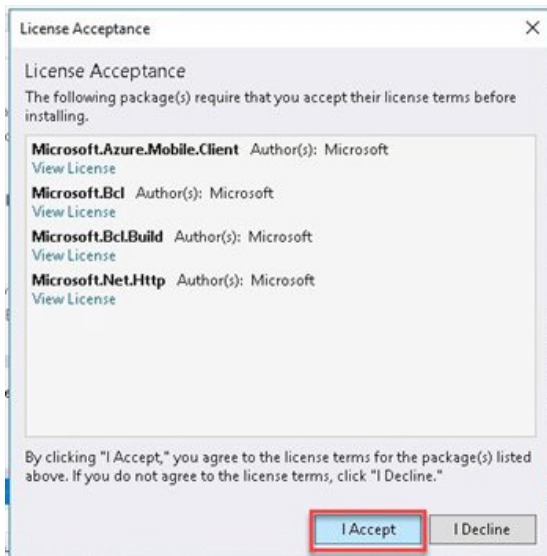 License Acceptance
License Acceptance
The following package(s) require that you accept their license terms before
installing.
Microsoft.Azure.Mobile.Client Author(s): Microsoft
View License
Microsoft.Bcl Author(s): Microsoft
View License
Microsoft.Bcl.Build Author(s): Microsoft
View License
Microsoft.Net.Http Author(s): Microsoft
View License
By clicking "I Accept," you agree to the license terms for the package(s) listed
above. If you do not agree to the license terms, click "I Decline."
I Accept I Decline